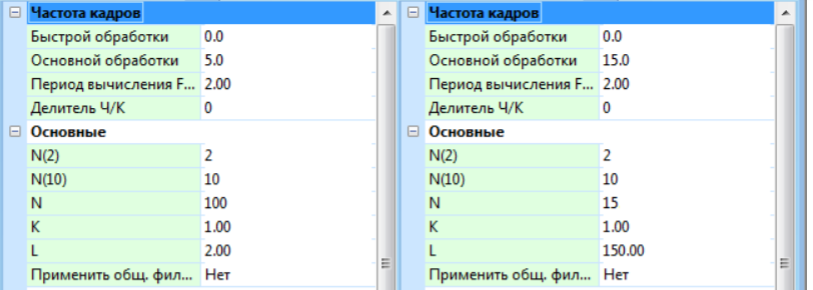 Частота кадров
Быстрой обработки 0.0
Основной обработки 5.0
Период вычисления F... 2.00
Делитель Ч/К 0
Основные
N(2) 2
N(10) 10
N 100
K 1.00
L 2.00
Применить общ. фил... Нет
Частота кадров
Быстрой обработки 0.0
Основной обработки 15.0
Период вычисления F... 2.00
Делитель Ч/К 0
Основные
N(2) 2
N(10) 10
N 15
K 1.00
L 150.00
Применить общ. фил... Нет